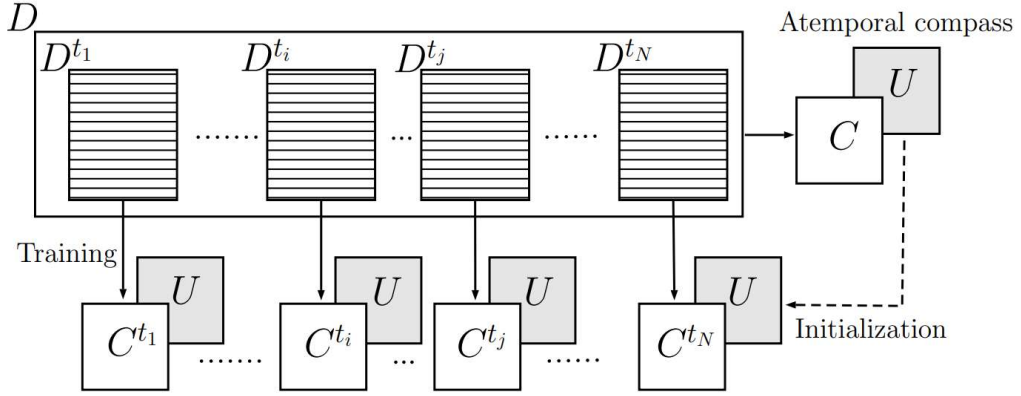 D
Atemporal compass
D^{t_1} D^{t_i} D^{t_j} D^{t_N}
U
....... ... ...... C
Training
U U U U
Initialization
C^{t_1} C^{t_i} C^{t_j} C^{t_N}
....... ... ......